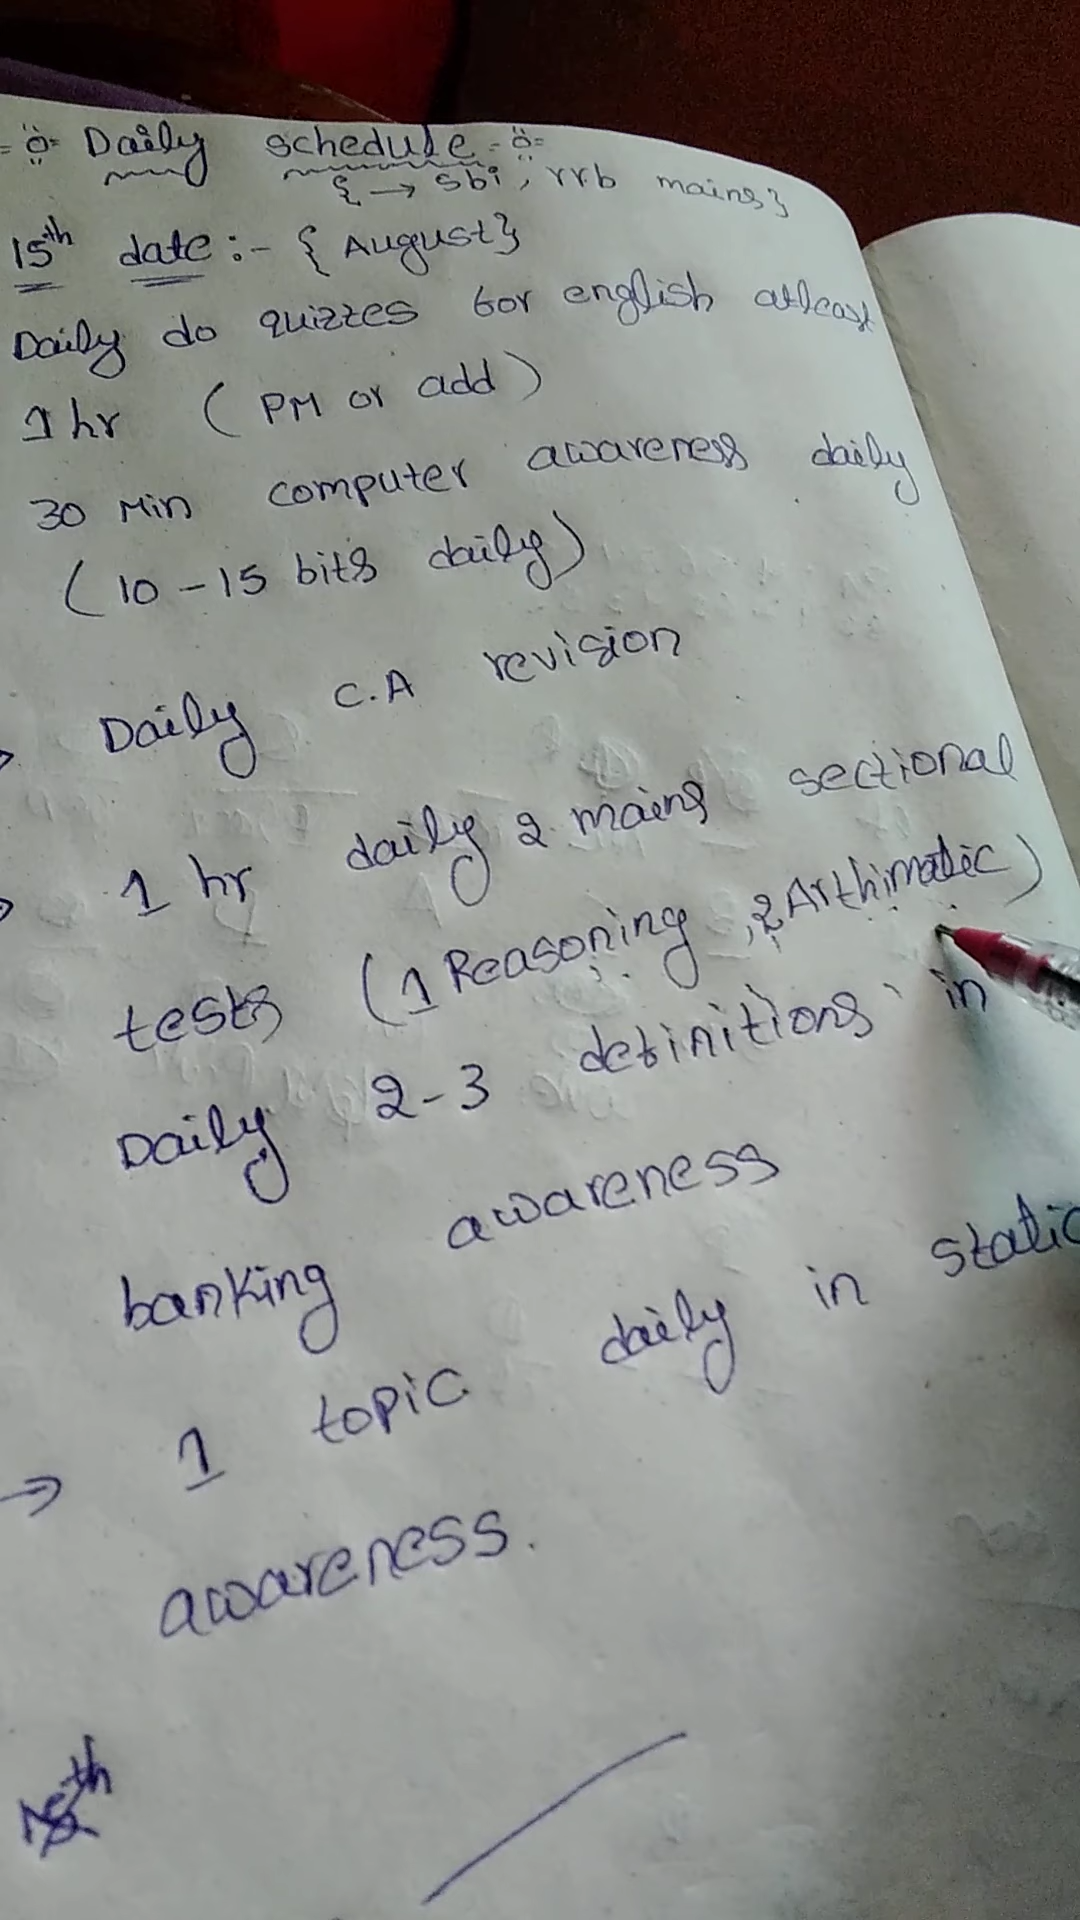 Daily schedule
{→ sbi, rrb mains}
15th date:- {August}
Daily do quizzes for english atleast
1 hr (PM or add)
30 Min computer awareness daily
(10-15 bits daily)
Daily C.A revision
1 hr daily 2 mains sectional
tests (1 Reasoning, 2 Arthimatic)
Daily 2-3 definitions in
banking awareness
→ 1 topic daily in static
awareness.